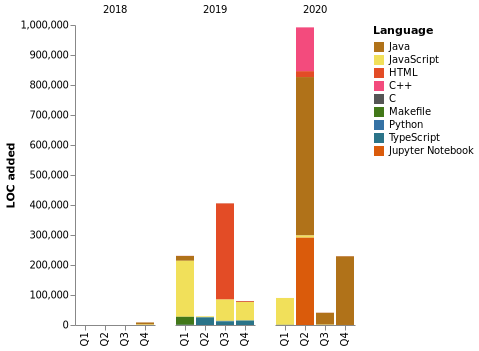 2018 2019 2020
LOC added
1,000,000
900,000
800,000
700,000
600,000
500,000
400,000
300,000
200,000
100,000
0
Q1 Q2 Q3 Q4 Q1 Q2 Q3 Q4 Q1 Q2 Q3 Q4
Language
Java
JavaScript
HTML
C++
C
Makefile
Python
TypeScript
Jupyter Notebook